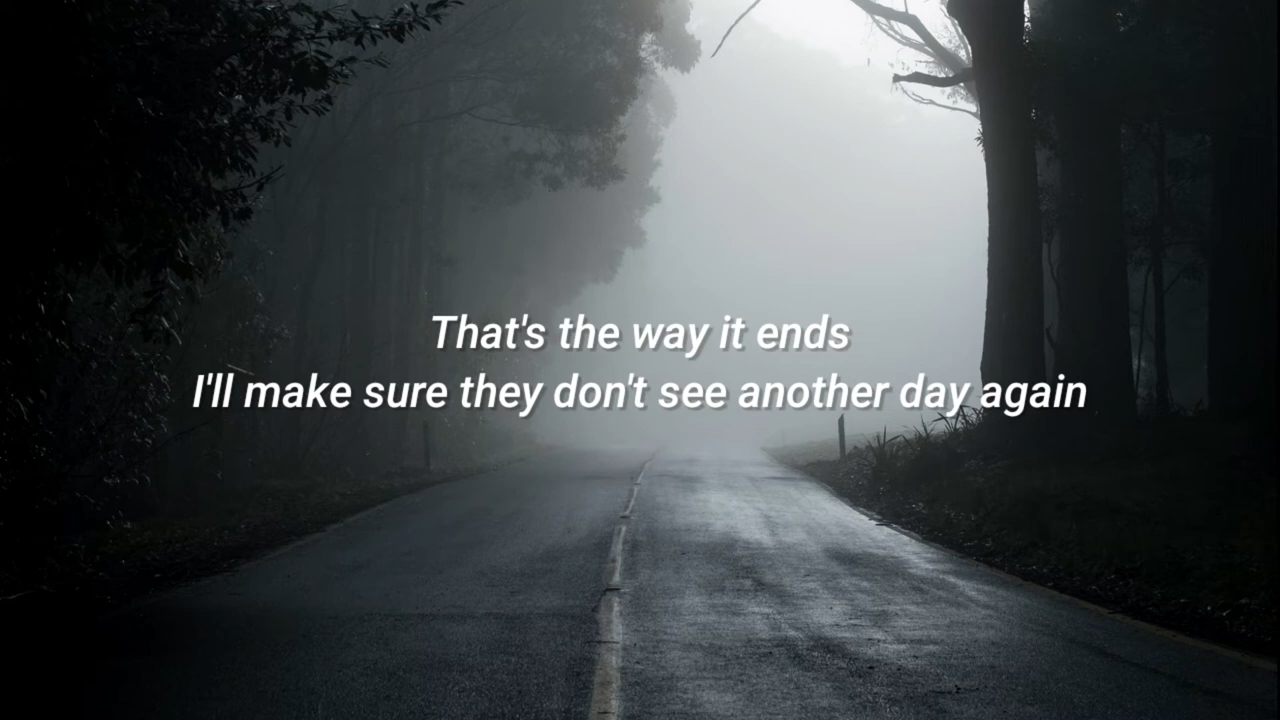 That's the way it ends
I'll make sure they don't see another day again